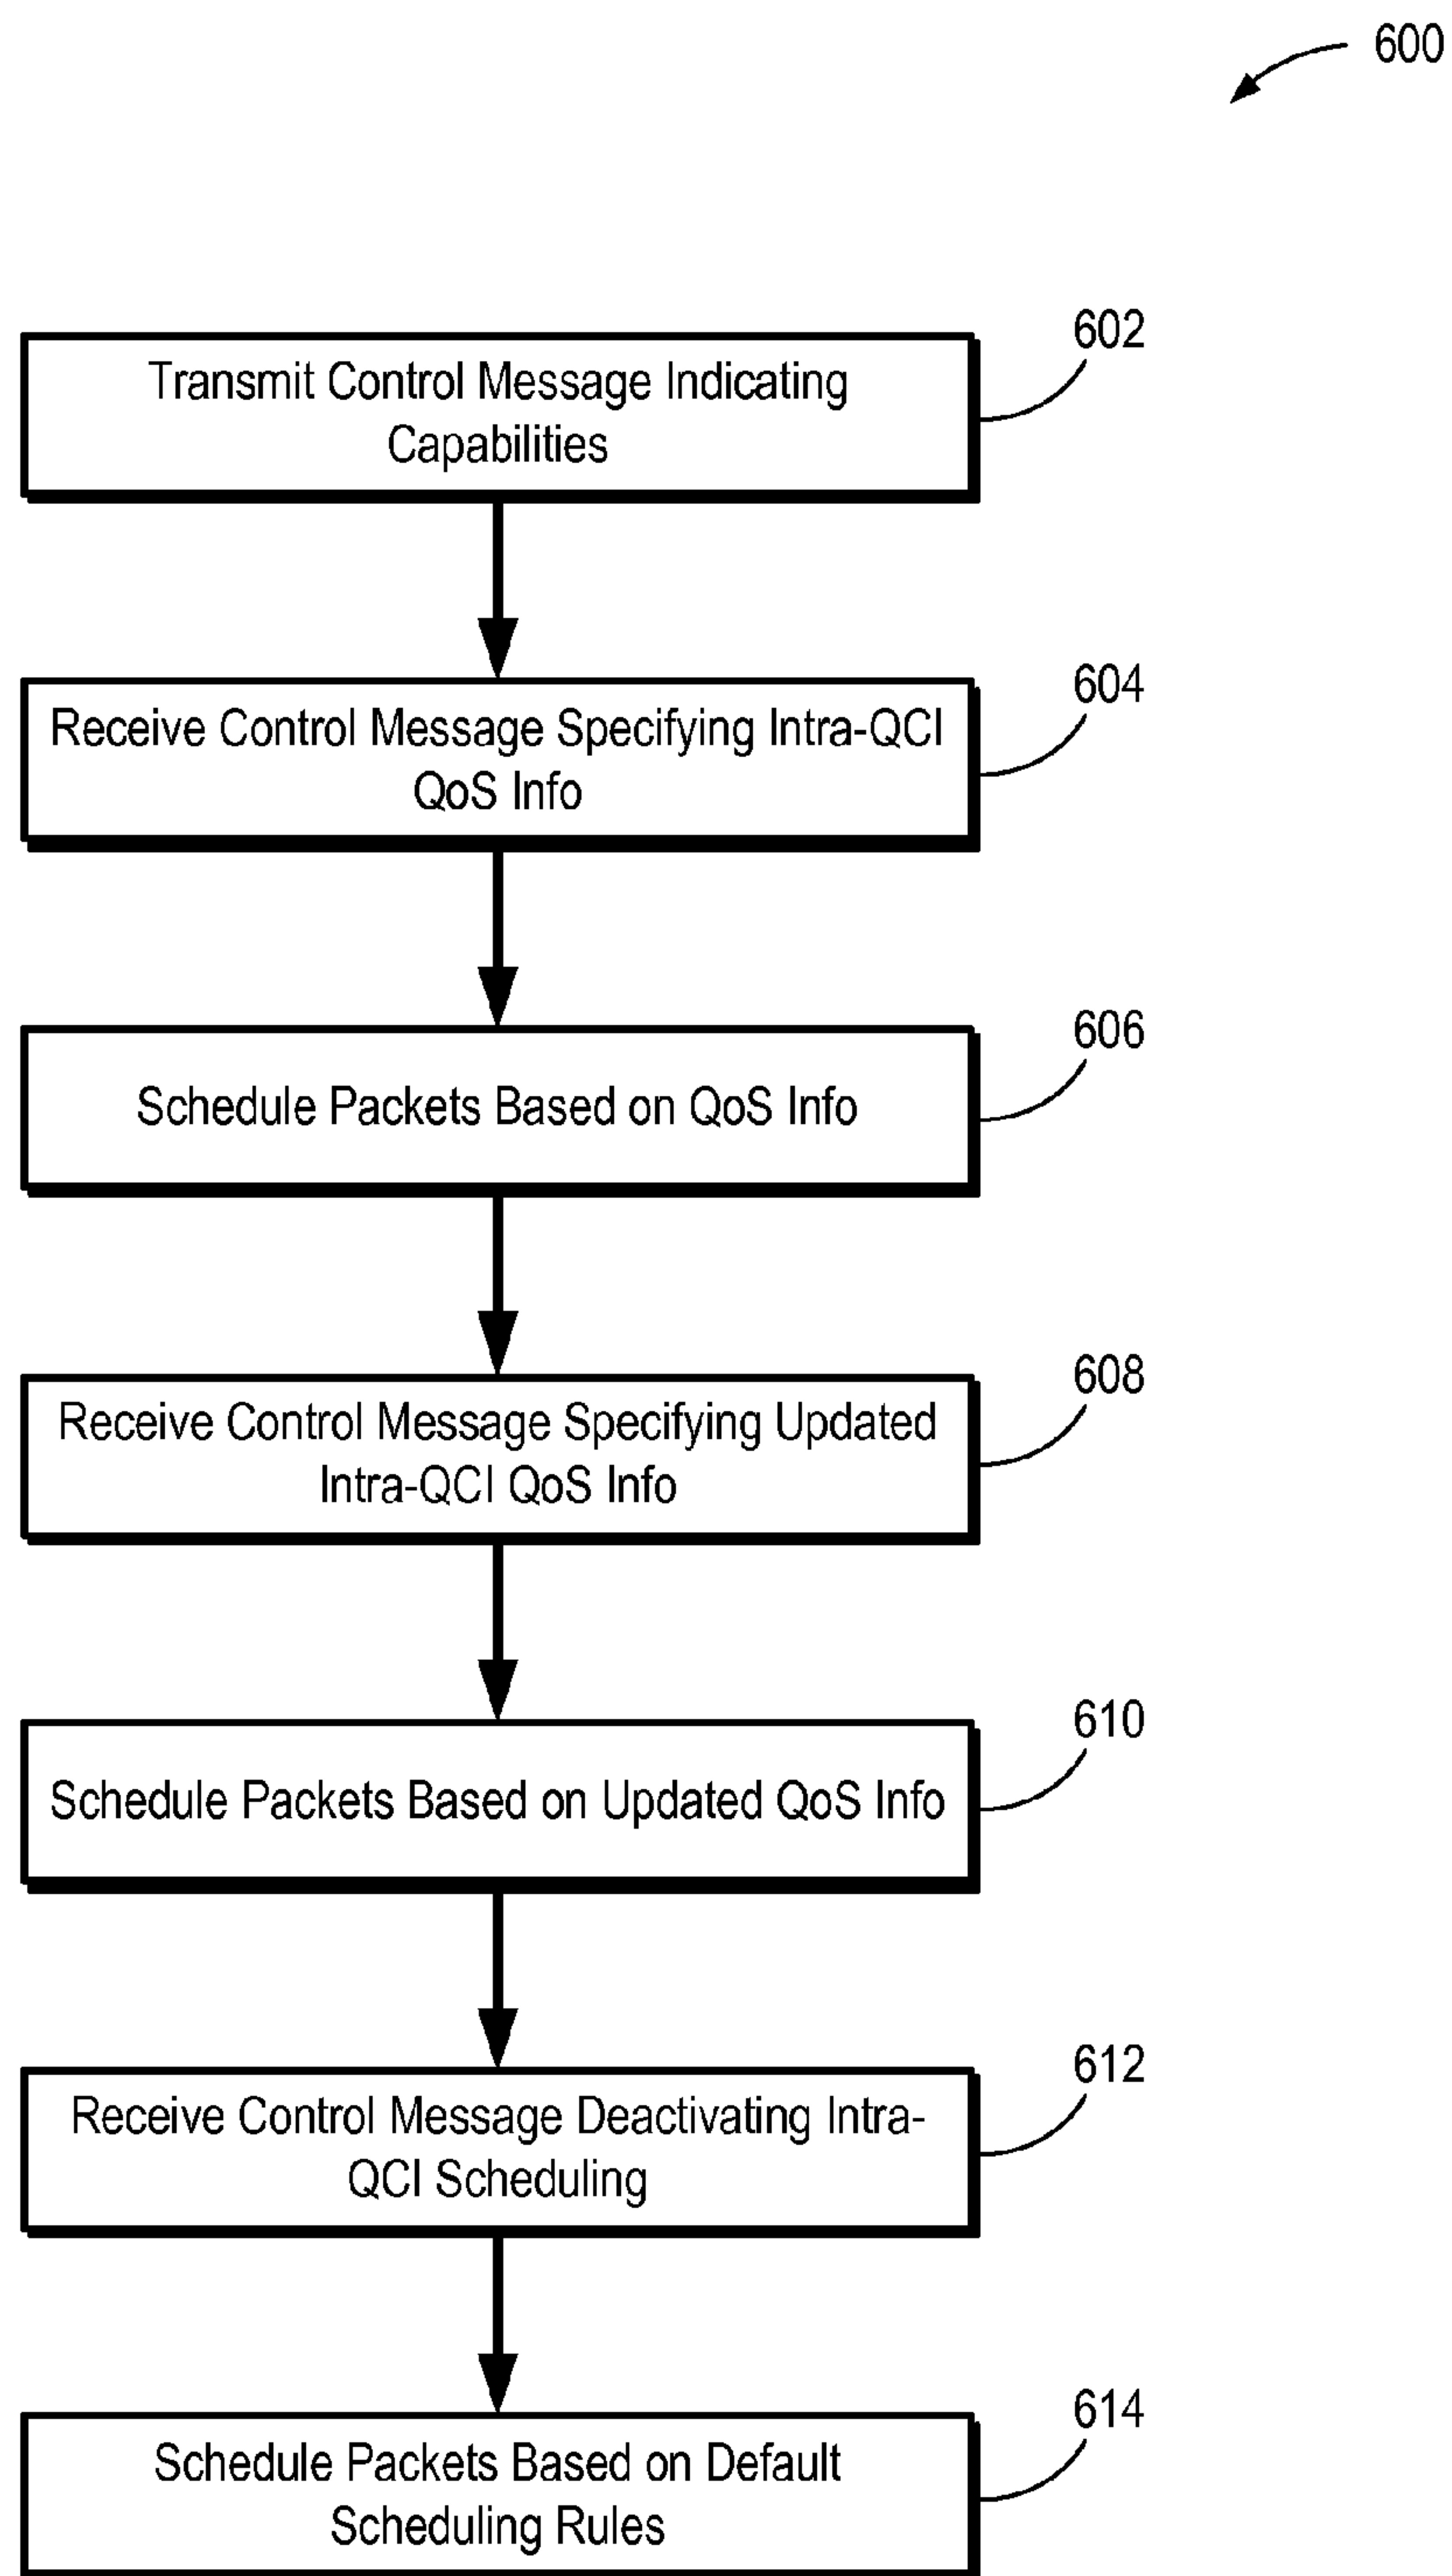 600
602
Transmit Control Message Indicating
Capabilities
604
Receive Control Message Specifying Intra-QCI
QoS Info
606
Schedule Packets Based on QoS Info
608
Receive Control Message Specifying Updated
Intra-QCI QoS Info
610
Schedule Packets Based on Updated QoS Info
612
Receive Control Message Deactivating Intra-
QCI Scheduling
614
Schedule Packets Based on Default
Scheduling Rules